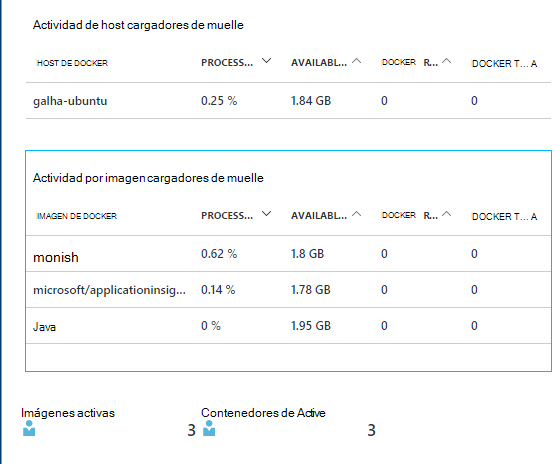 Actividad de host cargadores de muelle
HOST DE DOCKER PROCESS... AVAILABL... DOCKER R... DOCKER T... A
galha-ubuntu 0.25 % 1.84 GB 0 0
Actividad por imagen cargadores de muelle
IMAGEN DE DOCKER PROCESS... AVAILABL... DOCKER R... DOCKER T... A
monish 0.62 % 1.8 GB 0 0
microsoft/applicationinsig... 0.14 % 1.78 GB 0 0
Java 0 % 1.95 GB 0 0
Imágenes activas Contenedores de Active
3 3